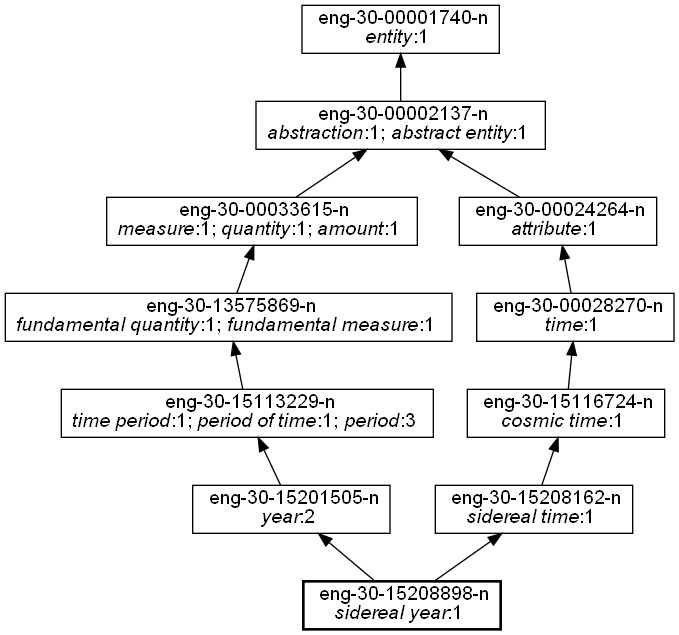 eng-30-00001740-n
entity:1
eng-30-00002137-n
abstraction:1; abstract entity:1
eng-30-00033615-n
measure:1; quantity:1; amount:1
eng-30-00024264-n
attribute:1
eng-30-13575869-n
fundamental quantity:1; fundamental measure:1
eng-30-00028270-n
time:1
eng-30-15113229-n
time period:1; period of time:1; period:3
eng-30-15116724-n
cosmic time:1
eng-30-15201505-n
year:2
eng-30-15208162-n
sidereal time:1
eng-30-15208898-n
sidereal year:1